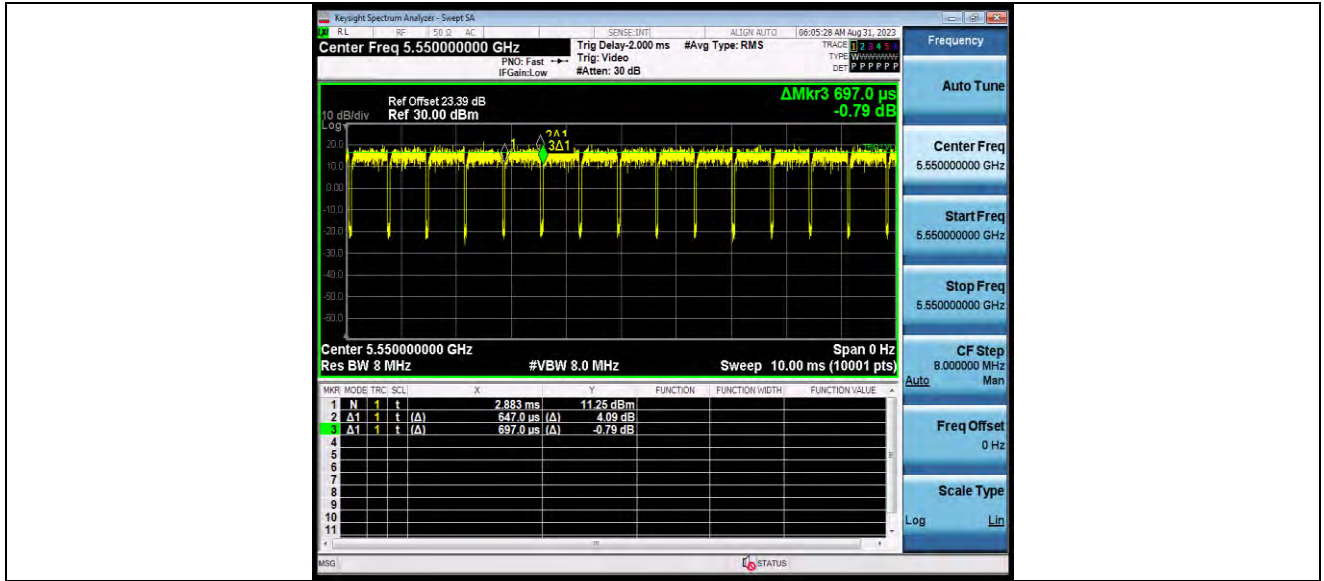 Keysight Spectrum Analyzer - Swept SA
RL RF 50 Ω AC SENSE:INT ALIGN AUTO 06:05:28 AM Aug 31, 2023
Center Freq 5.550000000 GHz
PNO: Fast
IFGain:Low
Trig Delay-2.000 ms
Trig: Video
#Atten: 30 dB
#Avg Type: RMS
TRACE 1 2 3 4 5 6
TYPE WWWWWW
DET P P P P P P
ΔMkr3 697.0 µs
-0.79 dB
Ref Offset 23.39 dB
10 dB/div Ref 30.00 dBm
Log
20.0
10.0
0.00
-10.0
-20.0
-30.0
-40.0
-50.0
-60.0
1
2Δ1
3Δ1
Center 5.550000000 GHz Span 0 Hz
Res BW 8 MHz #VBW 8.0 MHz Sweep 10.00 ms (10001 pts)
MKR MODE TRC SCL X Y FUNCTION FUNCTION WIDTH FUNCTION VALUE
1 N 1 t 2.883 ms 11.25 dBm
2 Δ1 1 t (Δ) 647.0 µs (Δ) 4.09 dB
3 Δ1 1 t (Δ) 697.0 µs (Δ) -0.79 dB
4
5
6
7
8
9
10
11
MSG STATUS
Frequency
Auto Tune
Center Freq
5.550000000 GHz
Start Freq
5.550000000 GHz
Stop Freq
5.550000000 GHz
CF Step
8.000000 MHz
Auto Man
Freq Offset
0 Hz
Scale Type
Log Lin